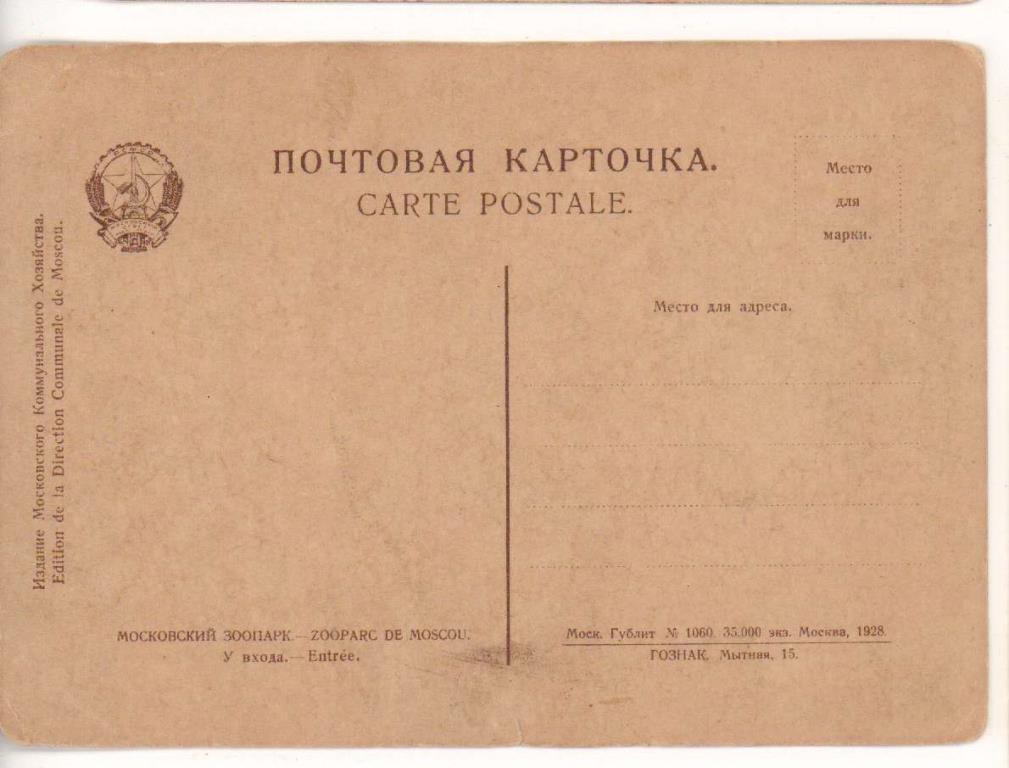 ПОЧТОВАЯ КАРТОЧКА.
CARTE POSTALE.
Место
для
марки.
Место для адреса.
Издание Московского Коммунального Хозяйства.
Edition de la Direction Communale de Moscou.
МОСКОВСКИЙ ЗООПАРК.—ZOOPARC DE MOSCOU.
У входа.—Entrée.
Моск. Гублит № 1060. 35.000 экз. Москва, 1928.
ГОЗНАК. Мытная, 15.